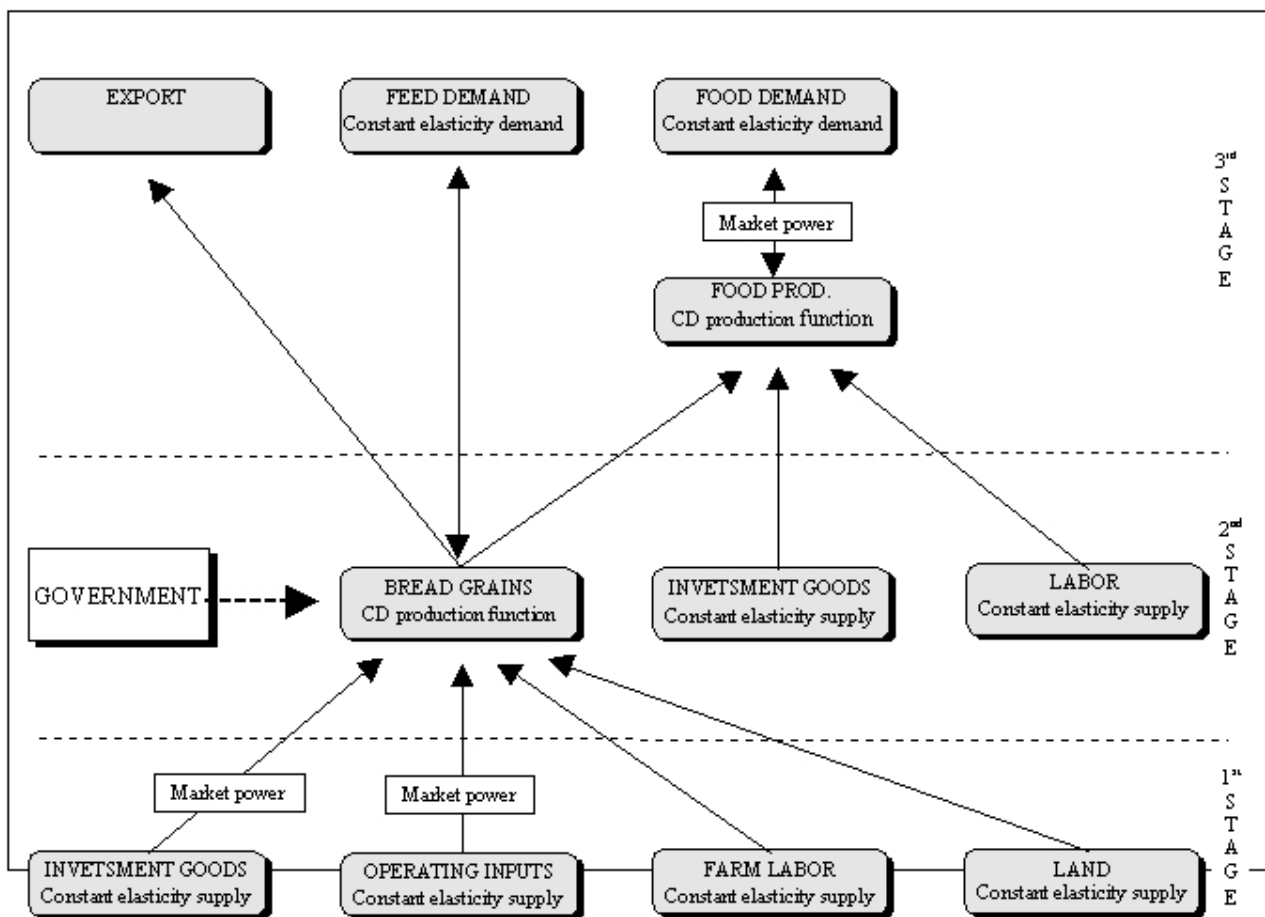 EXPORT
FEED DEMAND
Constant elasticity demand
FOOD DEMAND
Constant elasticity demand
Market power
FOOD PROD.
CD production function
3rd
STAGE
GOVERNMENT
BREAD GRAINS
CD production function
INVETSMENT GOODS
Constant elasticity supply
LABOR
Constant elasticity supply
2nd
STAGE
Market power
Market power
INVETSMENT GOODS
Constant elasticity supply
OPERATING INPUTS
Constant elasticity supply
FARM LABOR
Constant elasticity supply
LAND
Constant elasticity supply
1st
STAGE